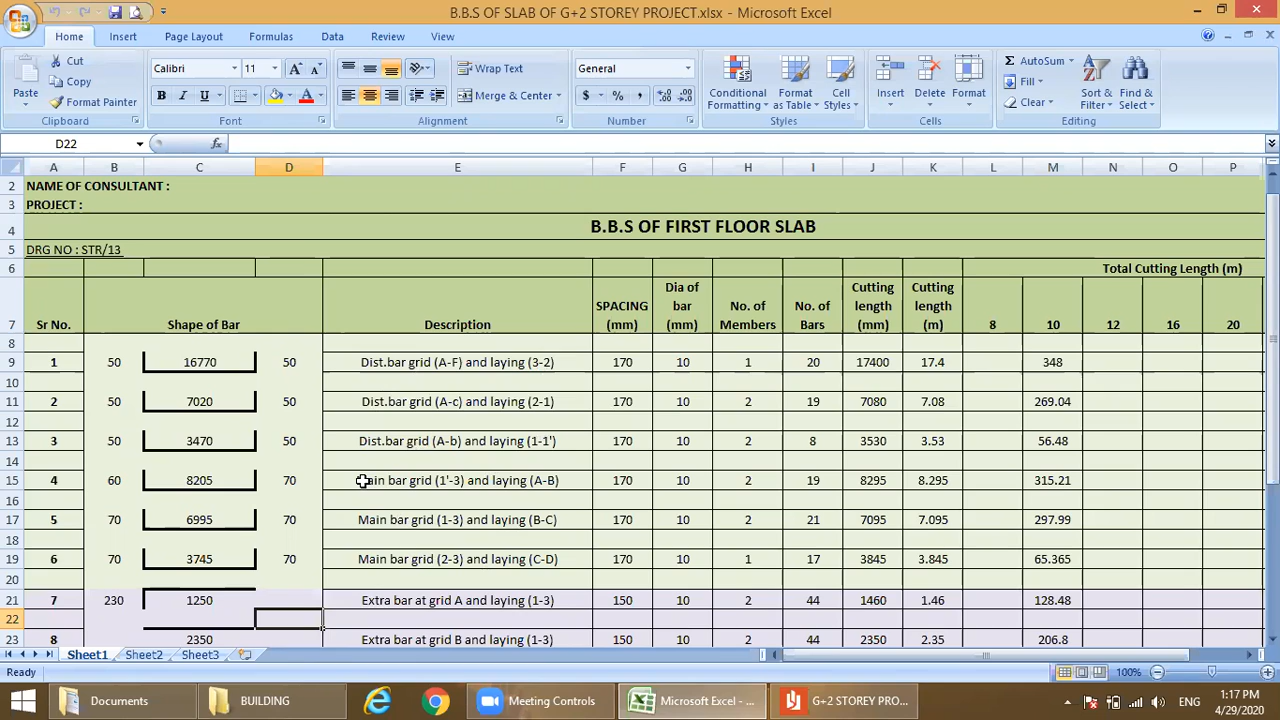 B.B.S OF SLAB OF G+2 STOREY PROJECT.xlsx - Microsoft Excel
Home Insert Page Layout Formulas Data Review View
Paste
Cut
Copy
Format Painter
Clipboard
Calibri 11
B I U
Font
Wrap Text
Merge & Center
Alignment
General
$ % ,
Number
Conditional Formatting
Format as Table
Cell Styles
Styles
Insert Delete Format
Cells
Σ AutoSum
Fill
Clear
Sort & Filter
Find & Select
Editing
D22 fx
A B C D E F G H I J K L M N O P
2 NAME OF CONSULTANT :
3 PROJECT :
4 B.B.S OF FIRST FLOOR SLAB
5 DRG NO : STR/13
6 Total Cutting Length (m)
7 Sr No. Shape of Bar Description SPACING (mm) Dia of bar (mm) No. of Members No. of Bars Cutting length (mm) Cutting length (m) 8 10 12 16 20
8
9 1 50 16770 50 Dist.bar grid (A-F) and laying (3-2) 170 10 1 20 17400 17.4 348
10
11 2 50 7020 50 Dist.bar grid (A-c) and laying (2-1) 170 10 2 19 7080 7.08 269.04
12
13 3 50 3470 50 Dist.bar grid (A-b) and laying (1-1') 170 10 2 8 3530 3.53 56.48
14
15 4 60 8205 70 ain bar grid (1'-3) and laying (A-B) 170 10 2 19 8295 8.295 315.21
16
17 5 70 6995 70 Main bar grid (1-3) and laying (B-C) 170 10 2 21 7095 7.095 297.99
18
19 6 70 3745 70 Main bar grid (2-3) and laying (C-D) 170 10 1 17 3845 3.845 65.365
20
21 7 230 1250 Extra bar at grid A and laying (1-3) 150 10 2 44 1460 1.46 128.48
22
23 8 2350 Extra bar at grid B and laying (1-3) 150 10 2 44 2350 2.35 206.8
Sheet1 Sheet2 Sheet3
Ready 100%
Documents BUILDING Meeting Controls Microsoft Excel - ... G+2 STOREY PRO... ENG 1:17 PM
4/29/2020